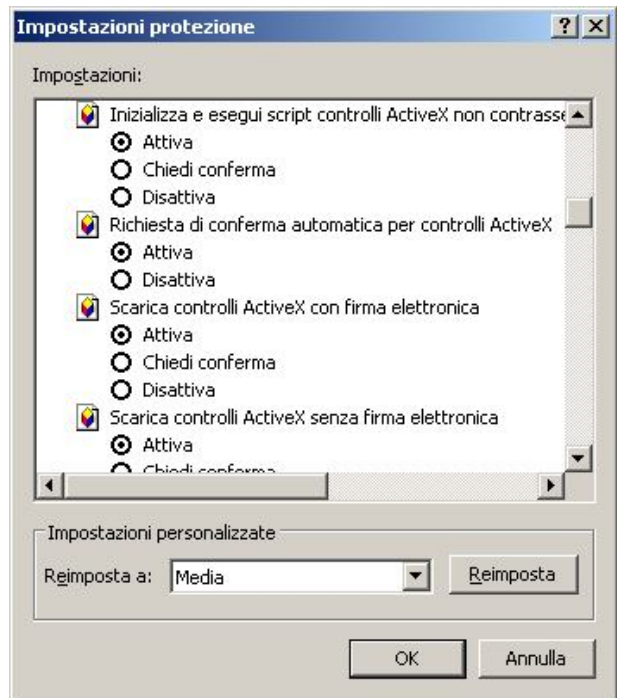 Impostazioni protezione
Impostazioni:
Inizializza e esegui script controlli ActiveX non contrasse
Attiva
Chiedi conferma
Disattiva
Richiesta di conferma automatica per controlli ActiveX
Attiva
Disattiva
Scarica controlli ActiveX con firma elettronica
Attiva
Chiedi conferma
Disattiva
Scarica controlli ActiveX senza firma elettronica
Attiva
Chiedi conferma
Impostazioni personalizzate
Reimposta a: Media Reimposta
OK Annulla